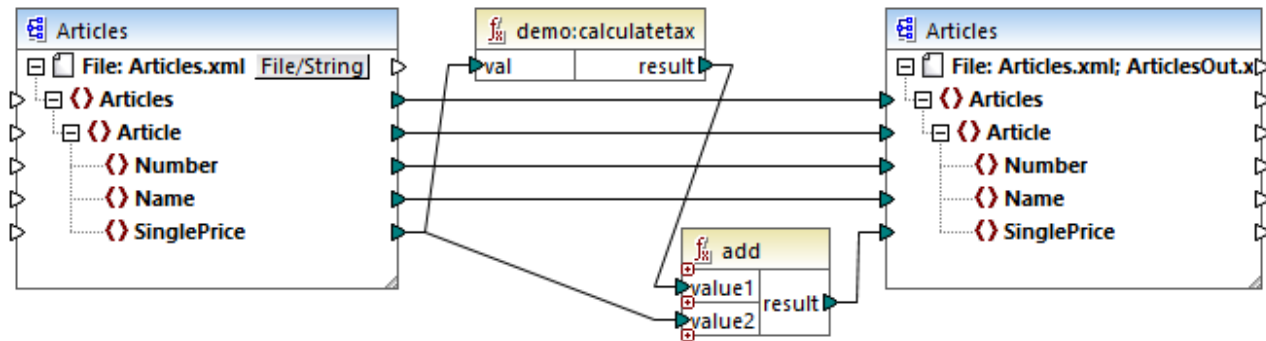 Articles
File: Articles.xml File/String
Articles
Article
Number
Name
SinglePrice
demo:calculatetax
val result
add
value1
result
value2
Articles
File: Articles.xml; ArticlesOut.x
Articles
Article
Number
Name
SinglePrice